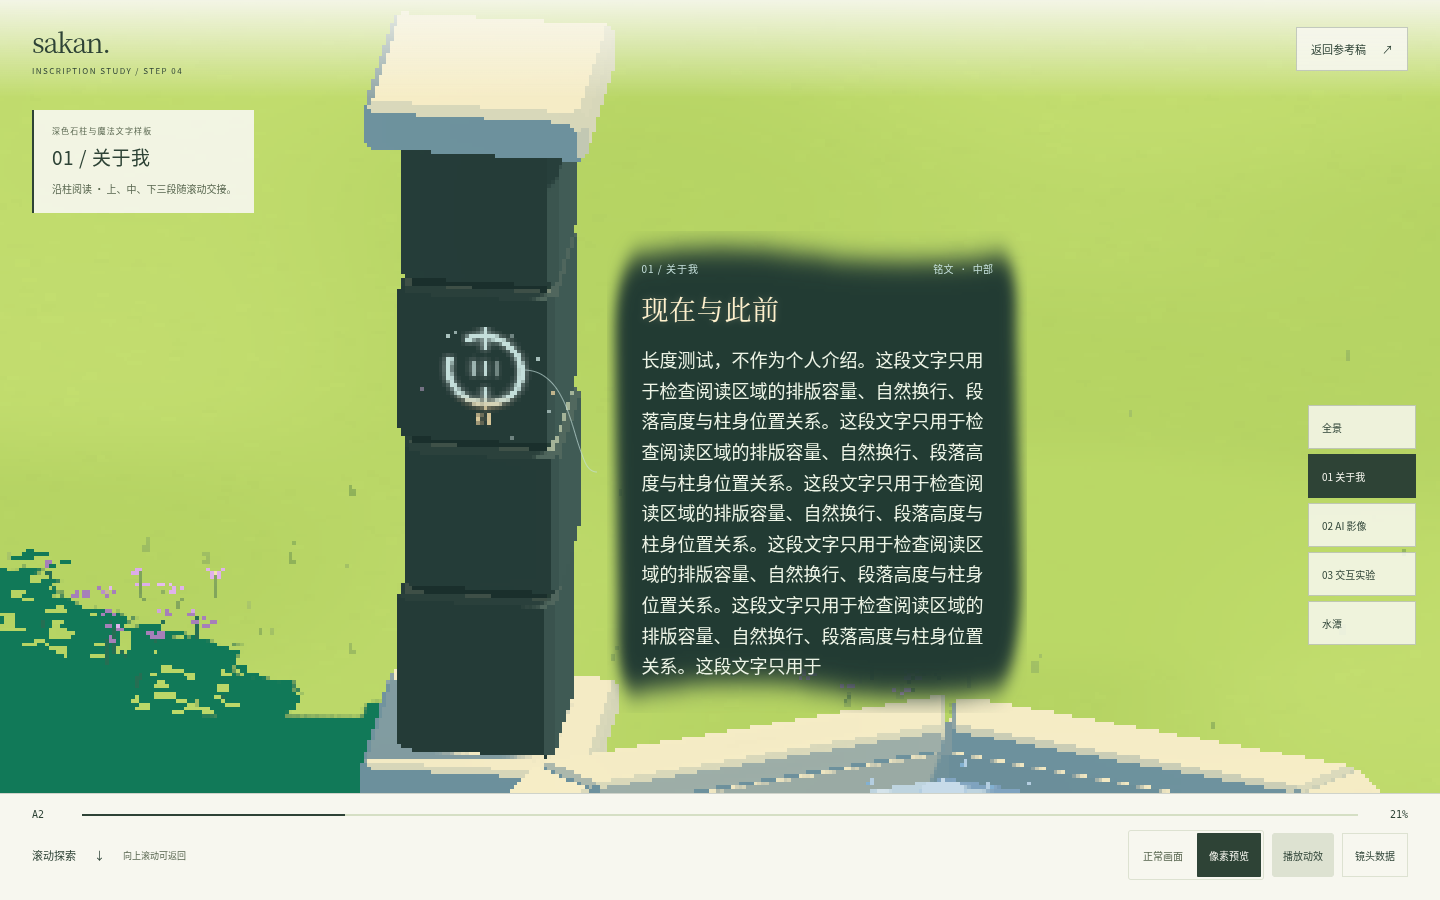 sakan.
INSCRIPTION STUDY / STEP 04
返回参考稿 ↗
深色石柱与魔法文字样板
01 / 关于我
沿柱阅读 · 上、中、下三段随滚动交接。
01 / 关于我
铭文 · 中部
现在与此前
长度测试，不作为个人介绍。这段文字只用
于检查阅读区域的排版容量、自然换行、段
落高度与柱身位置关系。这段文字只用于检
查阅读区域的排版容量、自然换行、段落高
度与柱身位置关系。这段文字只用于检查阅
读区域的排版容量、自然换行、段落高度与
柱身位置关系。这段文字只用于检查阅读区
域的排版容量、自然换行、段落高度与柱身
位置关系。这段文字只用于检查阅读区域的
排版容量、自然换行、段落高度与柱身位置
关系。这段文字只用于
全景
01 关于我
02 AI 影像
03 交互实验
水潭
A2
21%
滚动探索 ↓ 向上滚动可返回
正常画面
像素预览
播放动效
镜头数据